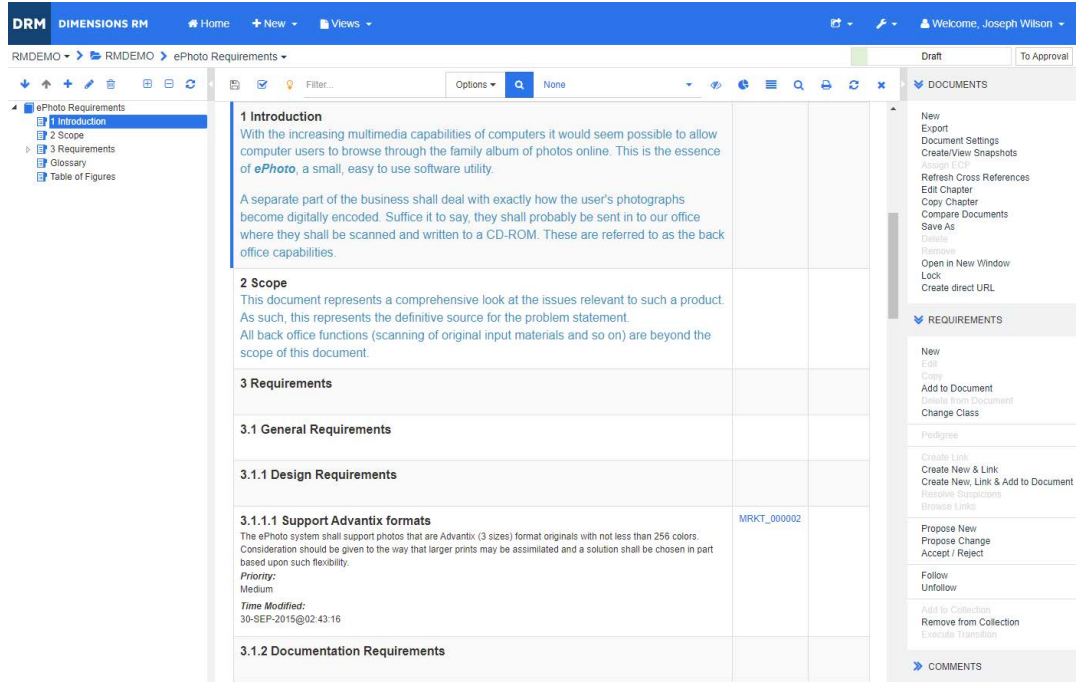 DRM DIMENSIONS RM Home New Views Welcome, Joseph Wilson
RMDEMO RMDEMO ePhoto Requirements Draft To Approval
Filter... Options None
ePhoto Requirements
1 Introduction
2 Scope
3 Requirements
Glossary
Table of Figures
1 Introduction
With the increasing multimedia capabilities of computers it would seem possible to allow
computer users to browse through the family album of photos online. This is the essence
of ePhoto, a small, easy to use software utility.
A separate part of the business shall deal with exactly how the user's photographs
become digitally encoded. Suffice it to say, they shall probably be sent in to our office
where they shall be scanned and written to a CD-ROM. These are referred to as the back
office capabilities.
2 Scope
This document represents a comprehensive look at the issues relevant to such a product.
As such, this represents the definitive source for the problem statement.
All back office functions (scanning of original input materials and so on) are beyond the
scope of this document.
3 Requirements
3.1 General Requirements
3.1.1 Design Requirements
3.1.1.1 Support Advantix formats MRKT_000002
The ePhoto system shall support photos that are Advantix (3 sizes) format originals with not less than 256 colors.
Consideration should be given to the way that larger prints may be assimilated and a solution shall be chosen in part
based upon such flexibility.
Priority:
Medium
Time Modified:
30-SEP-2015@02:43:16
3.1.2 Documentation Requirements
DOCUMENTS
New
Export
Document Settings
Create/View Snapshots
Assign ECP
Refresh Cross References
Edit Chapter
Copy Chapter
Compare Documents
Save As
Delete
Remove
Open in New Window
Lock
Create direct URL
REQUIREMENTS
New
Edit
Copy
Add to Document
Delete from Document
Change Class
Pedigree
Create Link
Create New & Link
Create New, Link & Add to Document
Resolve Suspicions
Browse Links
Propose New
Propose Change
Accept / Reject
Follow
Unfollow
Add to Collection
Remove from Collection
Execute Transition
COMMENTS